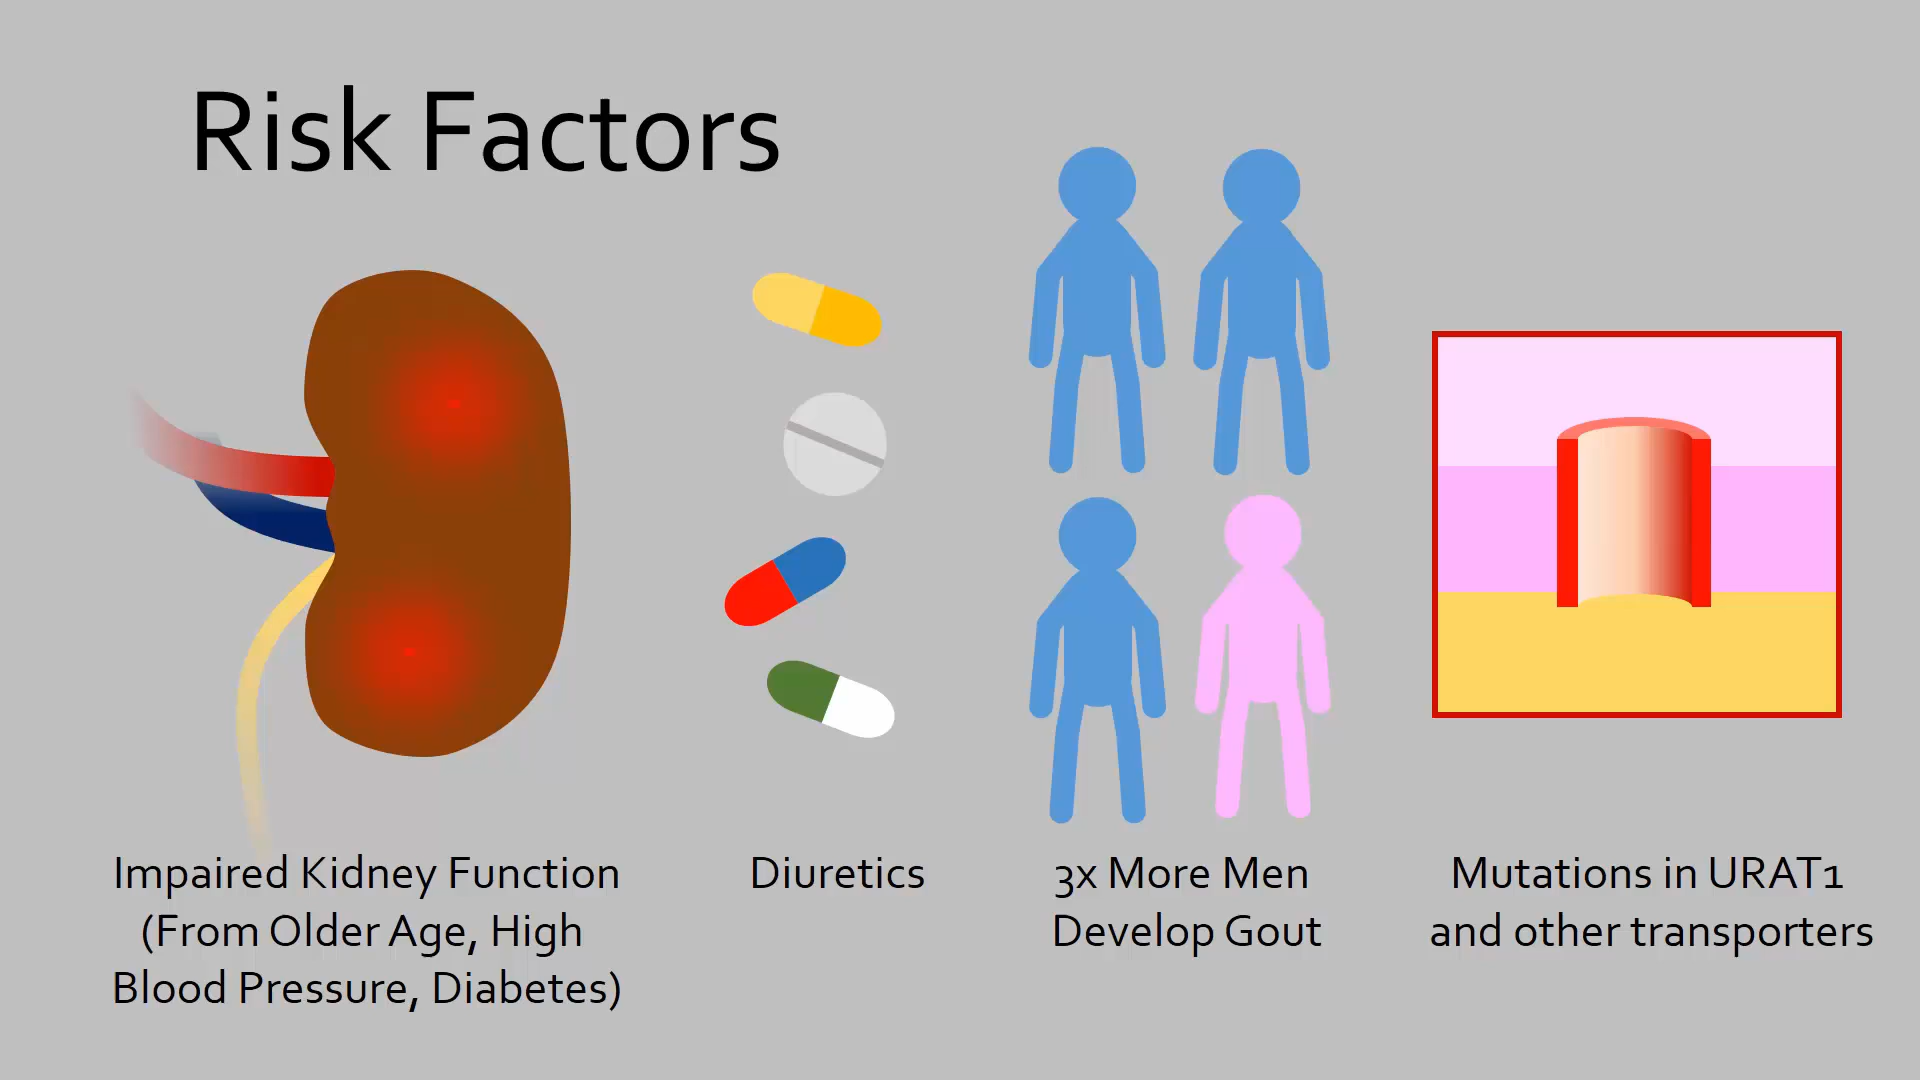 Risk Factors
Impaired Kidney Function
(From Older Age, High
Blood Pressure, Diabetes)
Diuretics
3x More Men
Develop Gout
Mutations in URAT1
and other transporters